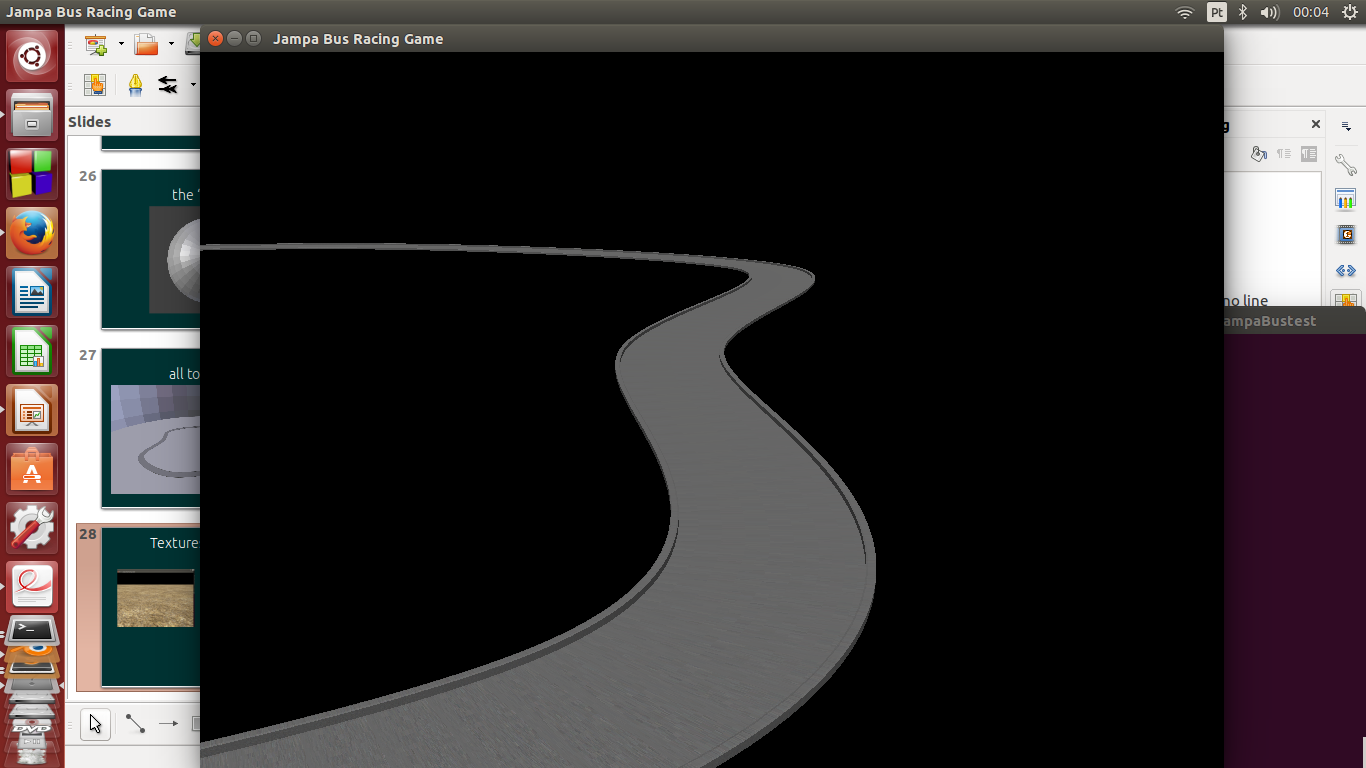 Jampa Bus Racing Game
Pt
00:04
Jampa Bus Racing Game
Slides
26
the
27
all to
28
Texture
no line
ampaBustest